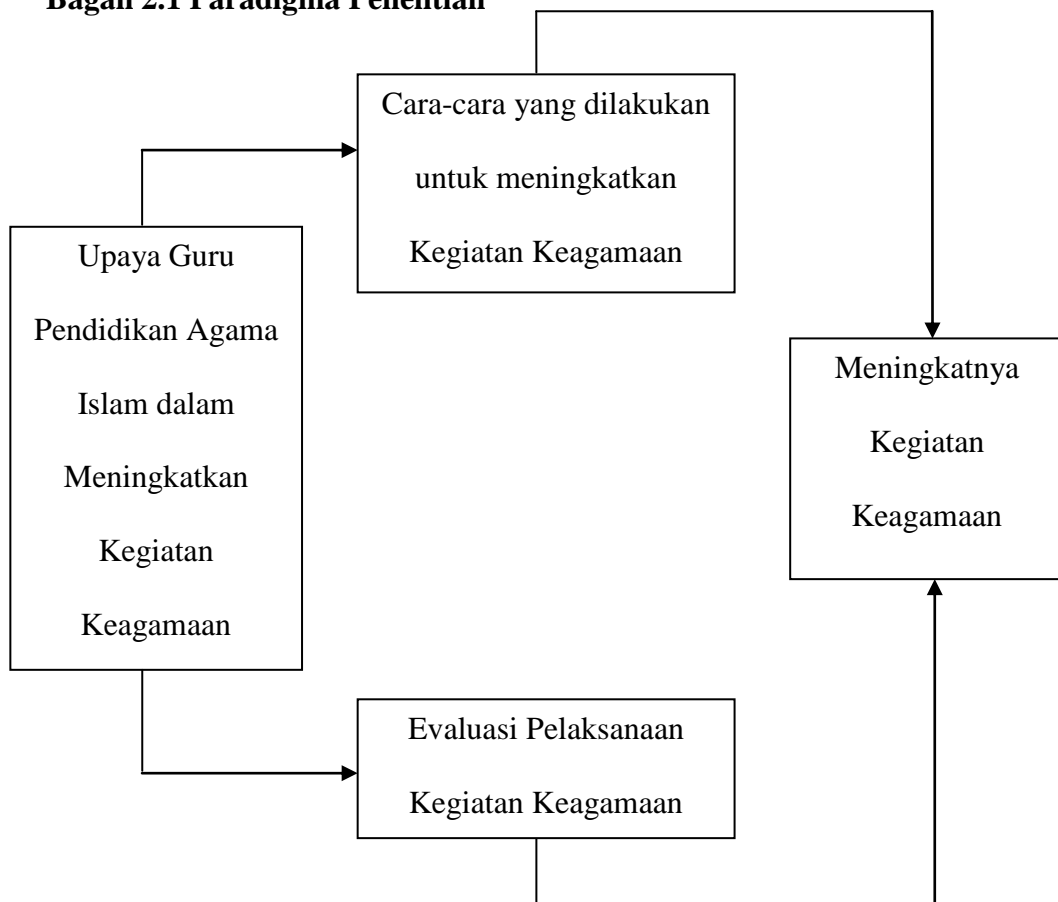 Bagan 2.1 Paradigma Penelitian
Cara-cara yang dilakukan
untuk meningkatkan
Kegiatan Keagamaan
Upaya Guru
Pendidikan Agama
Islam dalam
Meningkatkan
Kegiatan
Keagamaan
Meningkatnya
Kegiatan
Keagamaan
Evaluasi Pelaksanaan
Kegiatan Keagamaan